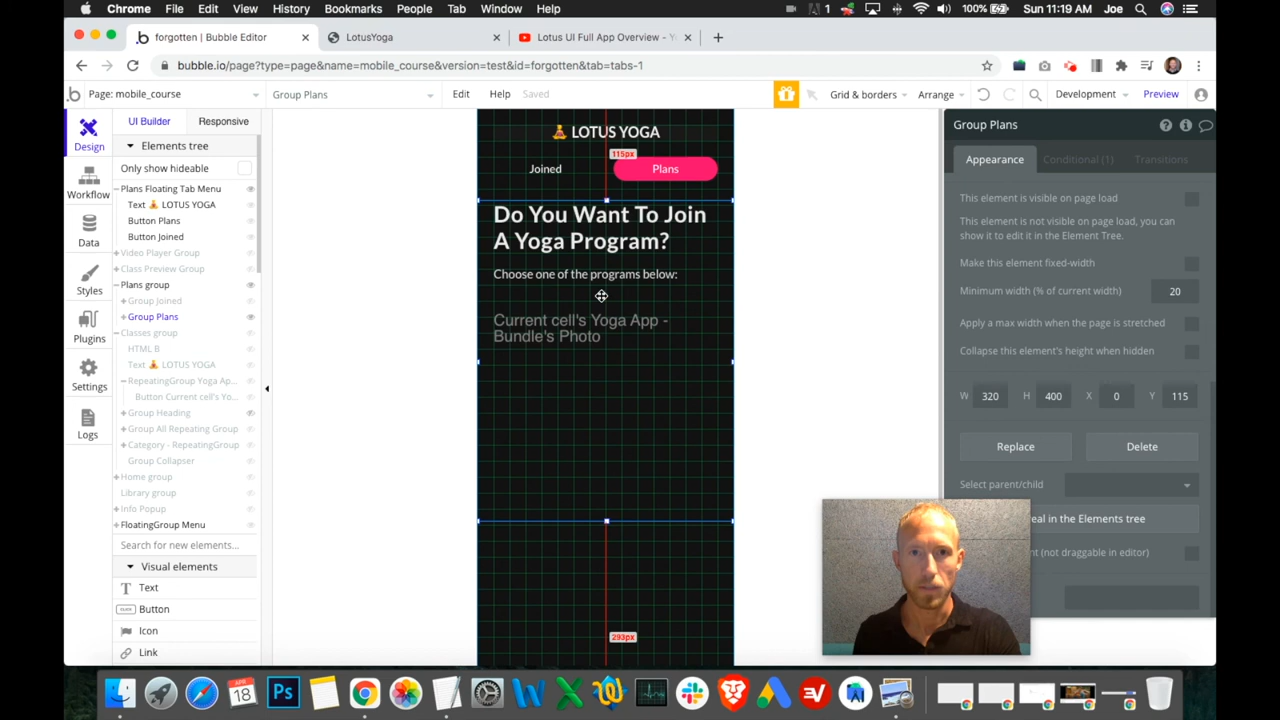 Chrome File Edit View History Bookmarks People Tab Window Help 1 100% Sun 11:19 AM Joe
forgotten | Bubble Editor LotusYoga Lotus UI Full App Overview - Y
bubble.io/page?type=page&name=mobile_course&version=test&id=forgotten&tab=tabs-1
Page: mobile_course Group Plans Edit Help Saved Grid & borders Arrange Development Preview
Design
Workflow
Data
Styles
Plugins
Settings
Logs
UI Builder Responsive
Elements tree
Only show hideable
Plans Floating Tab Menu
Text 🧘 LOTUS YOGA
Button Plans
Button Joined
Video Player Group
Class Preview Group
Plans group
Group Joined
Group Plans
Classes group
HTML B
Text 🧘 LOTUS YOGA
RepeatingGroup Yoga Ap...
Button Current cell's Yo...
Group Heading
Group All Repeating Group
Category - RepeatingGroup
Group Collapser
Home group
Library group
Info Popup
FloatingGroup Menu
Search for new elements...
Visual elements
Text
Button
Icon
Link
🧘 LOTUS YOGA
115px
Joined Plans
Do You Want To Join
A Yoga Program?
Choose one of the programs below:
Current cell's Yoga App -
Bundle's Photo
293px
Group Plans
Appearance Conditional (1) Transitions
This element is visible on page load
This element is not visible on page load, you can
show it to edit it in the Element Tree.
Make this element fixed-width
Minimum width (% of current width) 20
Apply a max width when the page is stretched
Collapse this element's height when hidden
W 320 H 400 X 0 Y 115
Replace Delete
Select parent/child
eal in the Elements tree
nt (not draggable in editor)
APR
18
Ps